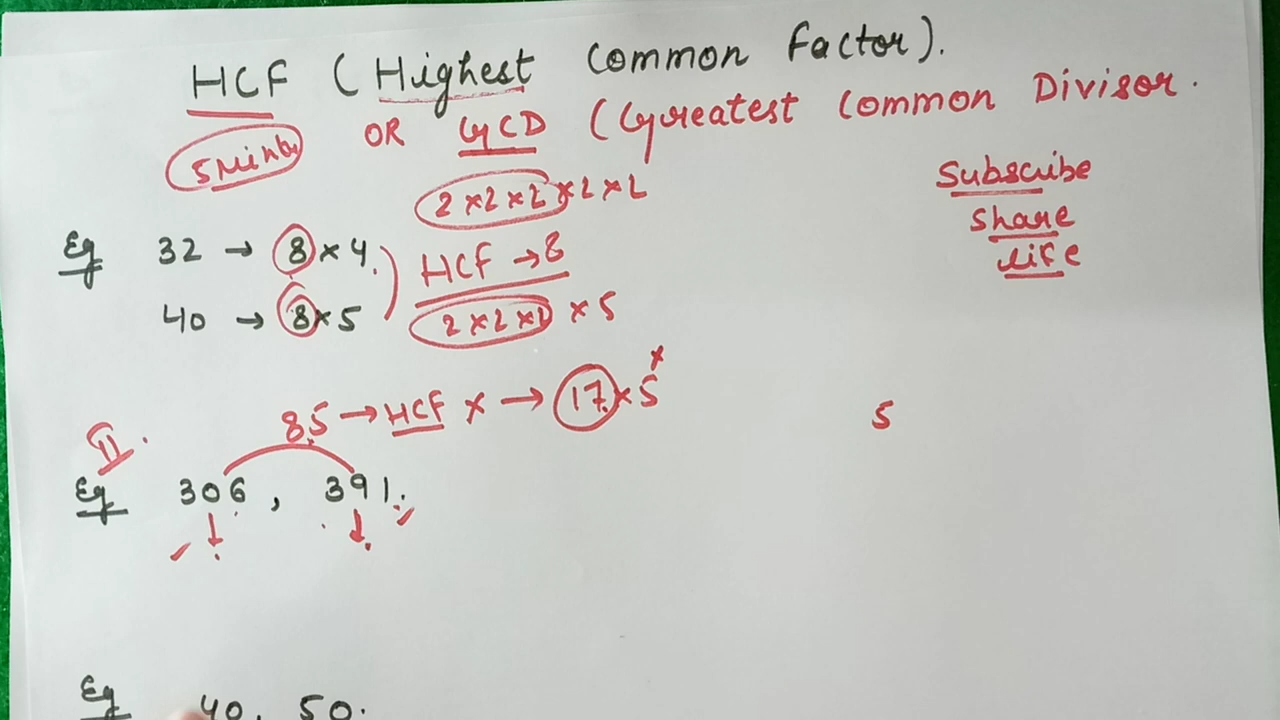 HCF (Highest Common Factor).
OR GCD (Greatest Common Divisor.
5 Minty
Subscribe
Share
Like
2×2×2×2×2
Eg 32 → 8×4.
HCF → 8
40 → 8×5
2×2×2 × 5
II.
85 → HCF × → 17×5
×
5
Eg 306, 391.
Eg 40, 50.